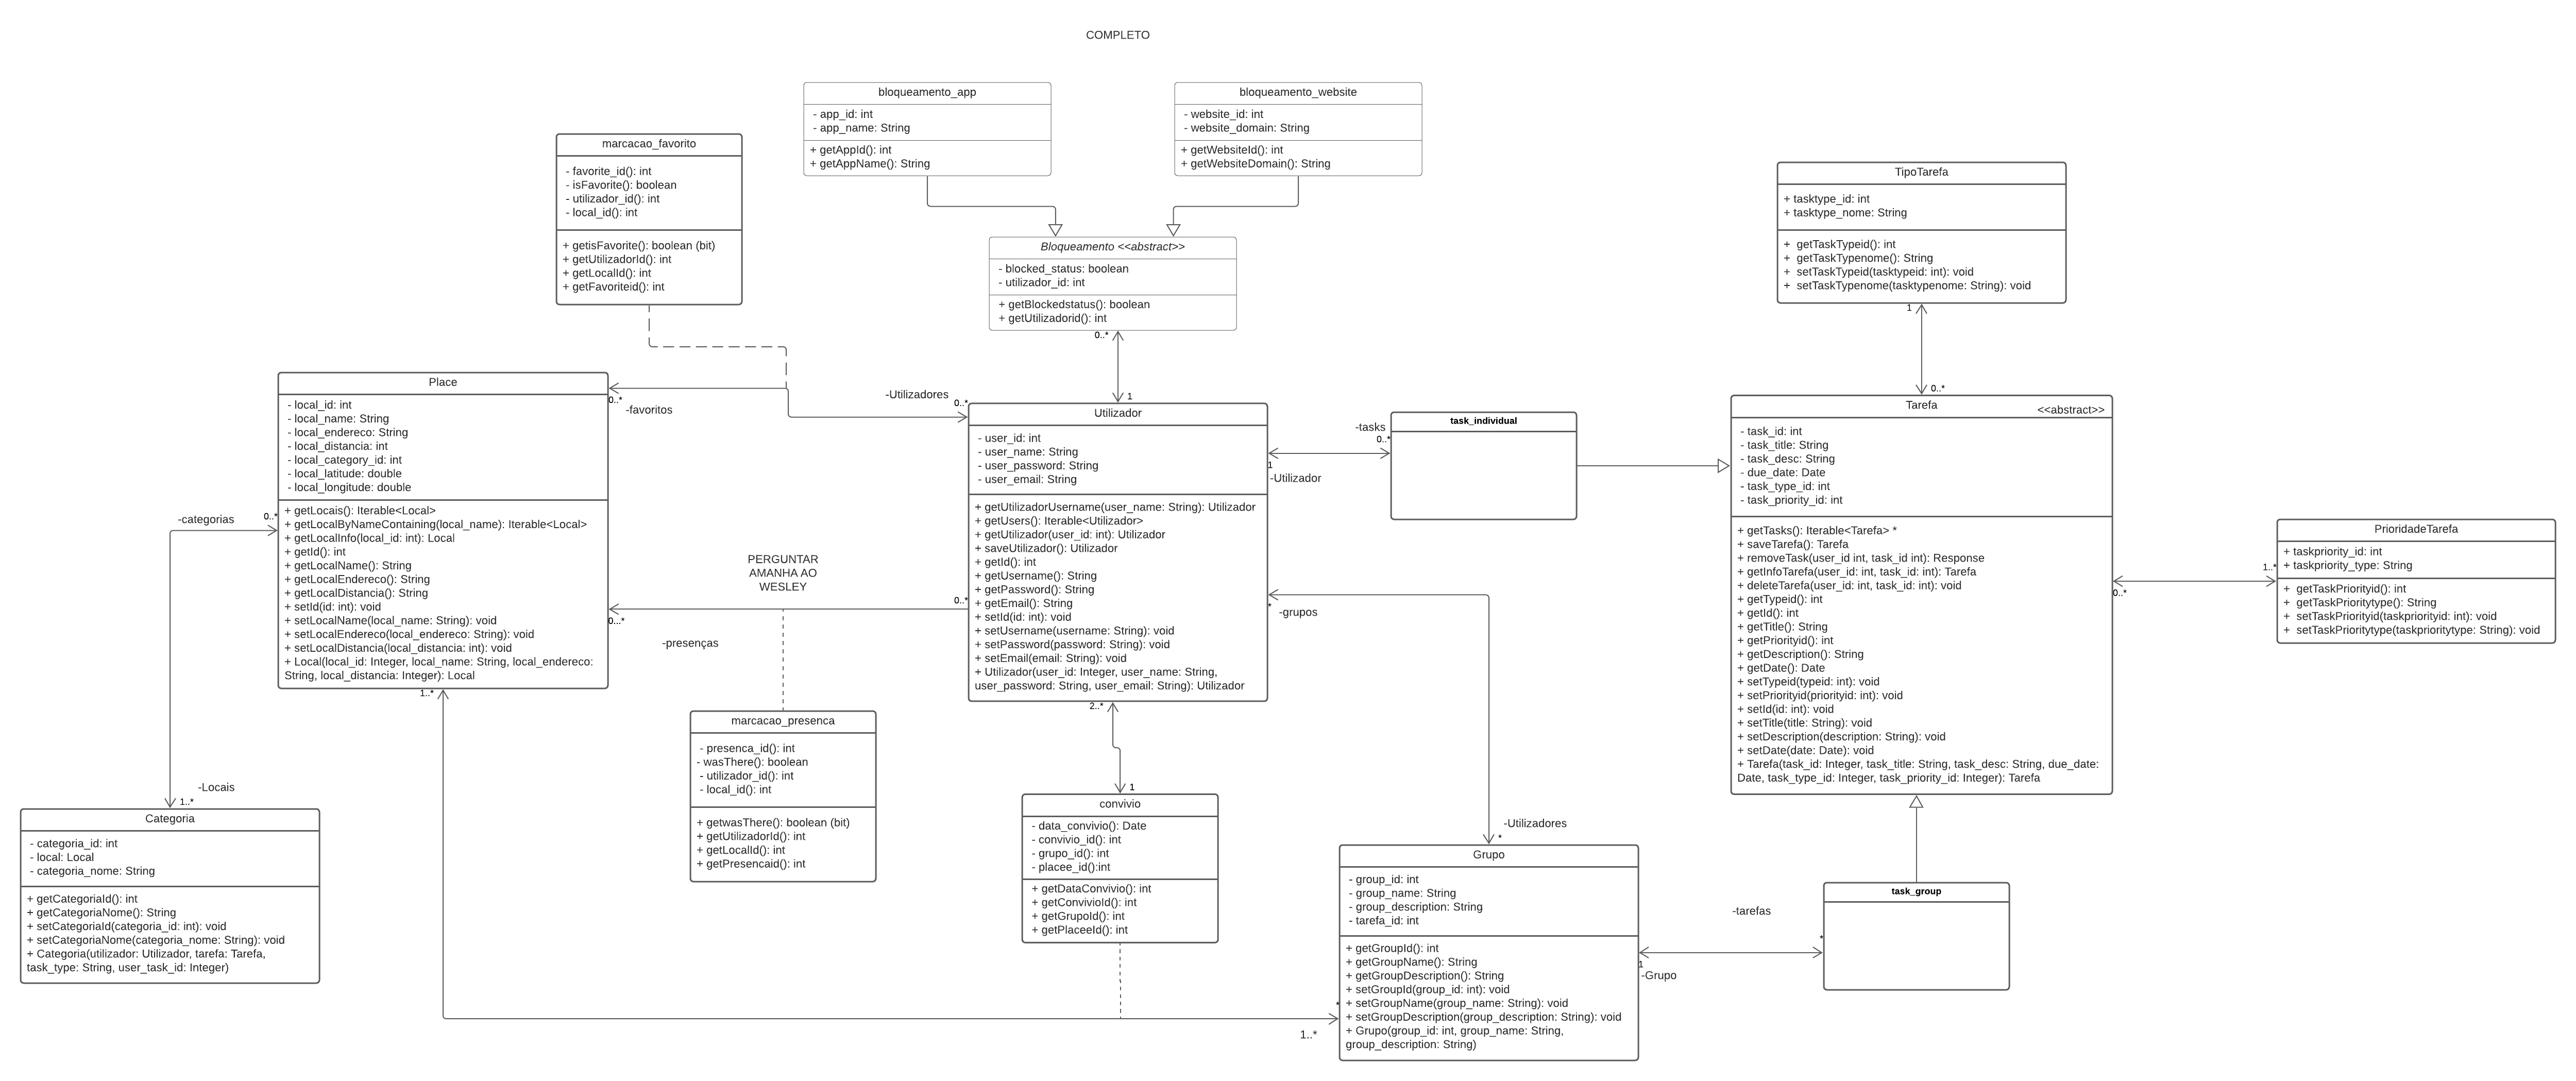 COMPLETO
bloqueamento_app
- app_id: int
- app_name: String
+ getAppId(): int
+ getAppName(): String
bloqueamento_website
- website_id: int
- website_domain: String
+ getWebsiteId(): int
+ getWebsiteDomain(): String
marcacao_favorito
- favorite_id(): int
- isFavorite(): boolean
- utilizador_id(): int
- local_id(): int
+ getisFavorite(): boolean (bit)
+ getUtilizadorId(): int
+ getLocalId(): int
+ getFavoriteid(): int
Bloqueamento <<abstract>>
- blocked_status: boolean
- utilizador_id: int
+ getBlockedstatus(): boolean
+ getUtilizadorid(): int
0..*
1
TipoTarefa
+ tasktype_id: int
+ tasktype_nome: String
+ getTaskTypeid(): int
+ getTaskTypenome(): String
+ setTaskTypeid(tasktypeid: int): void
+ setTaskTypenome(tasktypenome: String): void
1
0..*
Place
- local_id: int
- local_name: String
- local_endereco: String
- local_distancia: int
- local_category_id: int
- local_latitude: double
- local_longitude: double
+ getLocais(): Iterable<Local>
+ getLocalByNameContaining(local_name): Iterable<Local>
+ getLocalInfo(local_id: int): Local
+ getId(): int
+ getLocalName(): String
+ getLocalEndereco(): String
+ getLocalDistancia(): String
+ setId(id: int): void
+ setLocalName(local_name: String): void
+ setLocalEndereco(local_endereco: String): void
+ setLocalDistancia(local_distancia: int): void
+ Local(local_id: Integer, local_name: String, local_endereco:
String, local_distancia: Integer): Local
0..*
-favoritos
-Utilizadores
0..*
Utilizador
- user_id: int
- user_name: String
- user_password: String
- user_email: String
+ getUtilizadorUsername(user_name: String): Utilizador
+ getUsers(): Iterable<Utilizador>
+ getUtilizador(user_id: int): Utilizador
+ saveUtilizador(): Utilizador
+ getId(): int
+ getUsername(): String
+ getPassword(): String
+ getEmail(): String
+ setId(id: int): void
+ setUsername(username: String): void
+ setPassword(password: String): void
+ setEmail(email: String): void
+ Utilizador(user_id: Integer, user_name: String,
user_password: String, user_email: String): Utilizador
-tasks
0..*
1
-Utilizador
task_individual
Tarefa
<<abstract>>
- task_id: int
- task_title: String
- task_desc: String
- due_date: Date
- task_type_id: int
- task_priority_id: int
+ getTasks(): Iterable<Tarefa> *
+ saveTarefa(): Tarefa
+ removeTask(user_id int, task_id int): Response
+ getInfoTarefa(user_id: int, task_id: int): Tarefa
+ deleteTarefa(user_id: int, task_id: int): void
+ getTypeid(): int
+ getId(): int
+ getTitle(): String
+ getPriorityid(): int
+ getDescription(): String
+ getDate(): Date
+ setTypeid(typeid: int): void
+ setPriorityid(priorityid: int): void
+ setId(id: int): void
+ setTitle(title: String): void
+ setDescription(description: String): void
+ setDate(date: Date): void
+ Tarefa(task_id: Integer, task_title: String, task_desc: String, due_date:
Date, task_type_id: Integer, task_priority_id: Integer): Tarefa
0..*
1..*
PrioridadeTarefa
+ taskpriority_id: int
+ taskpriority_type: String
+ getTaskPriorityid(): int
+ getTaskPrioritytype(): String
+ setTaskPriorityid(taskpriorityid: int): void
+ setTaskPrioritytype(taskprioritytype: String): void
-categorias
0..*
PERGUNTAR
AMANHA AO
WESLEY
0..*
0...*
-presenças
*
-grupos
1..*
2..*
marcacao_presenca
- presenca_id(): int
- wasThere(): boolean
- utilizador_id(): int
- local_id(): int
+ getwasThere(): boolean (bit)
+ getUtilizadorId(): int
+ getLocalId(): int
+ getPresencaid(): int
-Locais
1..*
Categoria
- categoria_id: int
- local: Local
- categoria_nome: String
+ getCategoriaId(): int
+ getCategoriaNome(): String
+ setCategoriaId(categoria_id: int): void
+ setCategoriaNome(categoria_nome: String): void
+ Categoria(utilizador: Utilizador, tarefa: Tarefa,
task_type: String, user_task_id: Integer)
1
convivio
- data_convivio(): Date
- convivio_id(): int
- grupo_id(): int
- placee_id():int
+ getDataConvivio(): int
+ getConvivioId(): int
+ getGrupoId(): int
+ getPlaceeId(): int
-Utilizadores
*
Grupo
- group_id: int
- group_name: String
- group_description: String
- tarefa_id: int
+ getGroupId(): int
+ getGroupName(): String
+ getGroupDescription(): String
+ setGroupId(group_id: int): void
+ setGroupName(group_name: String): void
+ setGroupDescription(group_description: String): void
+ Grupo(group_id: int, group_name: String,
group_description: String)
*
1..*
-tarefas
*
1
-Grupo
task_group